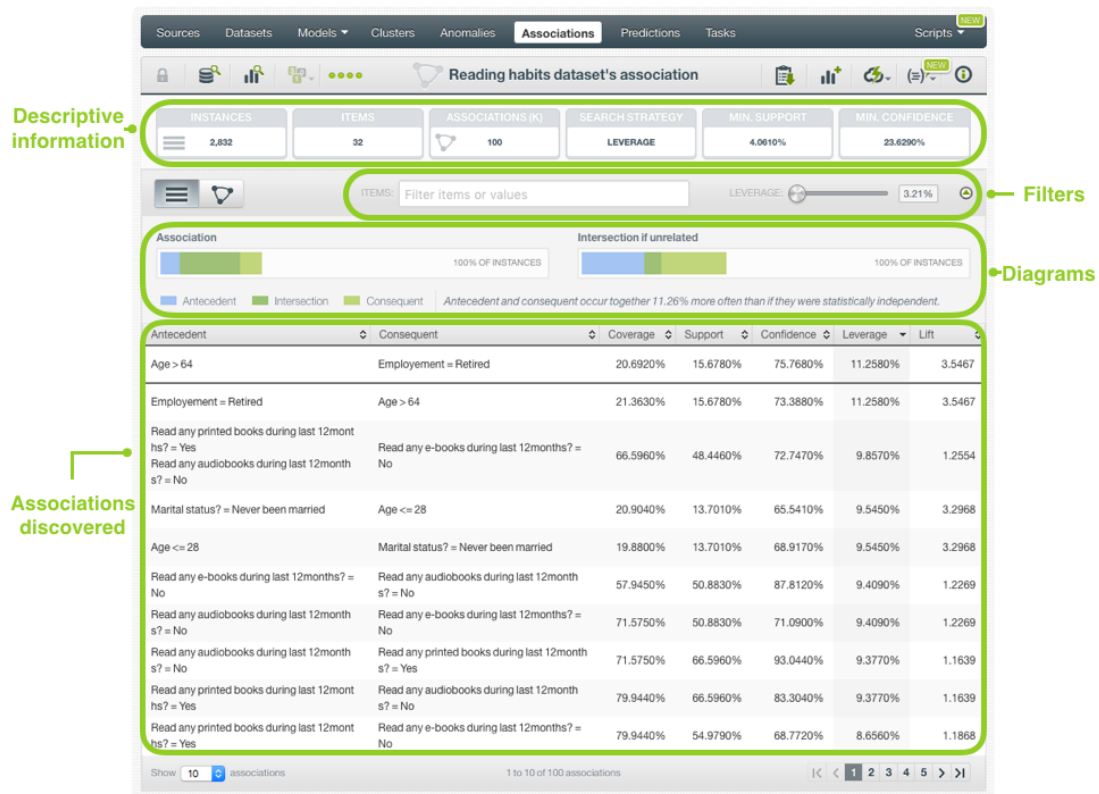 Sources Datasets Models Clusters Anomalies Associations Predictions Tasks Scripts NEW
Reading habits dataset's association NEW
Descriptive
information
INSTANCES ITEMS ASSOCIATIONS (K) SEARCH STRATEGY MIN. SUPPORT MIN. CONFIDENCE
2,832 32 100 LEVERAGE 4.0610% 23.6290%
ITEMS: Filter items or values LEVERAGE: 3.21%
Filters
Association Intersection if unrelated
100% OF INSTANCES 100% OF INSTANCES
Diagrams
Antecedent Intersection Consequent Antecedent and consequent occur together 11.26% more often than if they were statistically independent.
Antecedent Consequent Coverage Support Confidence Leverage Lift
Age > 64 Employement = Retired 20.6920% 15.6780% 75.7680% 11.2580% 3.5467
Employement = Retired Age > 64 21.3630% 15.6780% 73.3880% 11.2580% 3.5467
Read any printed books during last 12mont
hs? = Yes
Read any audiobooks during last 12month
s? = No
Read any e-books during last 12months? =
No
66.5960% 48.4460% 72.7470% 9.8570% 1.2554
Associations
discovered
Marital status? = Never been married Age <= 28 20.9040% 13.7010% 65.5410% 9.5450% 3.2968
Age <= 28 Marital status? = Never been married 19.8800% 13.7010% 68.9170% 9.5450% 3.2968
Read any e-books during last 12months? =
No
Read any audiobooks during last 12month
s? = No
57.9450% 50.8830% 87.8120% 9.4090% 1.2269
Read any audiobooks during last 12month
s? = No
Read any e-books during last 12months? =
No
71.5750% 50.8830% 71.0900% 9.4090% 1.2269
Read any audiobooks during last 12month
s? = No
Read any printed books during last 12month
s? = Yes
71.5750% 66.5960% 93.0440% 9.3770% 1.1639
Read any printed books during last 12mont
hs? = Yes
Read any audiobooks during last 12month
s? = No
79.9440% 66.5960% 83.3040% 9.3770% 1.1639
Read any printed books during last 12mont
hs? = Yes
Read any e-books during last 12months? =
No
79.9440% 54.9790% 68.7720% 8.6560% 1.1868
Show 10 associations 1 to 10 of 100 associations 1 2 3 4 5